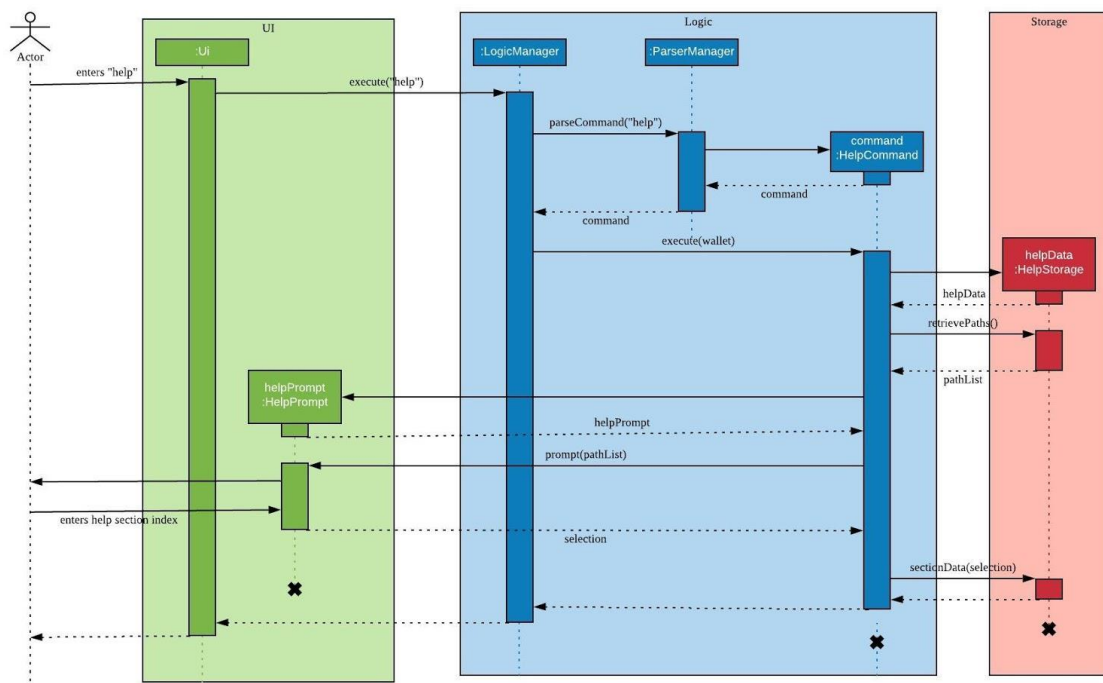 UI
Logic
Storage
Actor
:Ui
:LogicManager
:ParserManager
enters "help"
execute("help")
parseCommand("help")
command
:HelpCommand
command
command
execute(wallet)
helpData
:HelpStorage
helpData
retrievePaths()
pathList
helpPrompt
:HelpPrompt
helpPrompt
prompt(pathList)
enters help section index
selection
sectionData(selection)